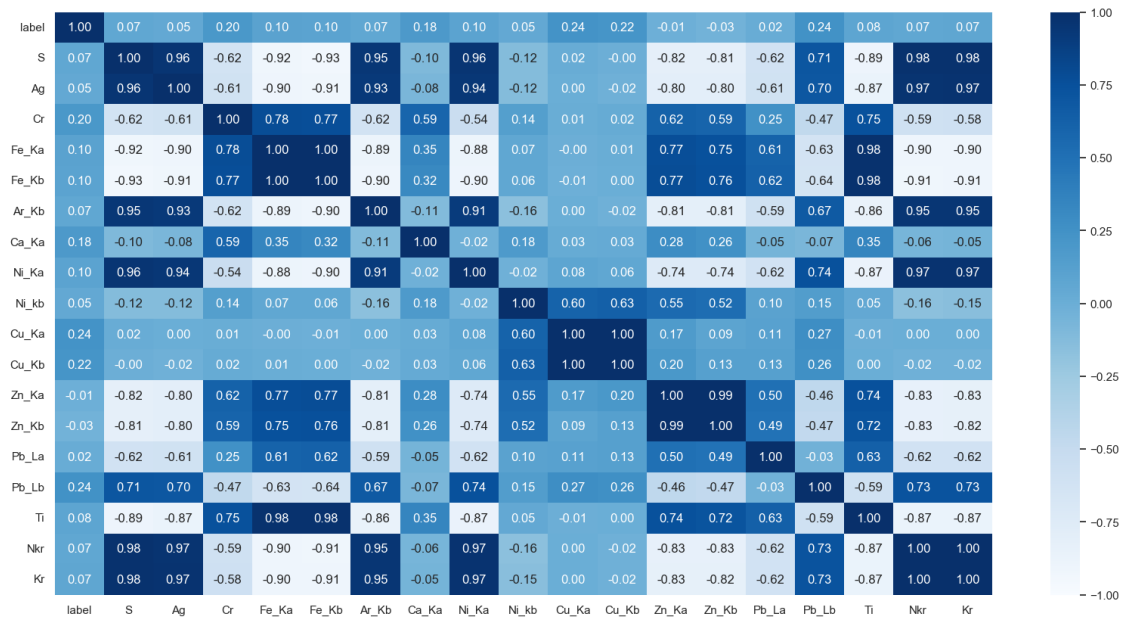 label 1.00 0.07 0.05 0.20 0.10 0.10 0.07 0.18 0.10 0.05 0.24 0.22 -0.01 -0.03 0.02 0.24 0.08 0.07 0.07
S 0.07 1.00 0.96 -0.62 -0.92 -0.93 0.95 -0.10 0.96 -0.12 0.02 -0.00 -0.82 -0.81 -0.62 0.71 -0.89 0.98 0.98
Ag 0.05 0.96 1.00 -0.61 -0.90 -0.91 0.93 -0.08 0.94 -0.12 0.00 -0.02 -0.80 -0.80 -0.61 0.70 -0.87 0.97 0.97
Cr 0.20 -0.62 -0.61 1.00 0.78 0.77 -0.62 0.59 -0.54 0.14 0.01 0.02 0.62 0.59 0.25 -0.47 0.75 -0.59 -0.58
Fe_Ka 0.10 -0.92 -0.90 0.78 1.00 1.00 -0.89 0.35 -0.88 0.07 -0.00 0.01 0.77 0.75 0.61 -0.63 0.98 -0.90 -0.90
Fe_Kb 0.10 -0.93 -0.91 0.77 1.00 1.00 -0.90 0.32 -0.90 0.06 -0.01 0.00 0.77 0.76 0.62 -0.64 0.98 -0.91 -0.91
Ar_Kb 0.07 0.95 0.93 -0.62 -0.89 -0.90 1.00 -0.11 0.91 -0.16 0.00 -0.02 -0.81 -0.81 -0.59 0.67 -0.86 0.95 0.95
Ca_Ka 0.18 -0.10 -0.08 0.59 0.35 0.32 -0.11 1.00 -0.02 0.18 0.03 0.03 0.28 0.26 -0.05 -0.07 0.35 -0.06 -0.05
Ni_Ka 0.10 0.96 0.94 -0.54 -0.88 -0.90 0.91 -0.02 1.00 -0.02 0.08 0.06 -0.74 -0.74 -0.62 0.74 -0.87 0.97 0.97
Ni_kb 0.05 -0.12 -0.12 0.14 0.07 0.06 -0.16 0.18 -0.02 1.00 0.60 0.63 0.55 0.52 0.10 0.15 0.05 -0.16 -0.15
Cu_Ka 0.24 0.02 0.00 0.01 -0.00 -0.01 0.00 0.03 0.08 0.60 1.00 1.00 0.17 0.09 0.11 0.27 -0.01 0.00 0.00
Cu_Kb 0.22 -0.00 -0.02 0.02 0.01 0.00 -0.02 0.03 0.06 0.63 1.00 1.00 0.20 0.13 0.13 0.26 0.00 -0.02 -0.02
Zn_Ka -0.01 -0.82 -0.80 0.62 0.77 0.77 -0.81 0.28 -0.74 0.55 0.17 0.20 1.00 0.99 0.50 -0.46 0.74 -0.83 -0.83
Zn_Kb -0.03 -0.81 -0.80 0.59 0.75 0.76 -0.81 0.26 -0.74 0.52 0.09 0.13 0.99 1.00 0.49 -0.47 0.72 -0.83 -0.82
Pb_La 0.02 -0.62 -0.61 0.25 0.61 0.62 -0.59 -0.05 -0.62 0.10 0.11 0.13 0.50 0.49 1.00 -0.03 0.63 -0.62 -0.62
Pb_Lb 0.24 0.71 0.70 -0.47 -0.63 -0.64 0.67 -0.07 0.74 0.15 0.27 0.26 -0.46 -0.47 -0.03 1.00 -0.59 0.73 0.73
Ti 0.08 -0.89 -0.87 0.75 0.98 0.98 -0.86 0.35 -0.87 0.05 -0.01 0.00 0.74 0.72 0.63 -0.59 1.00 -0.87 -0.87
Nkr 0.07 0.98 0.97 -0.59 -0.90 -0.91 0.95 -0.06 0.97 -0.16 0.00 -0.02 -0.83 -0.83 -0.62 0.73 -0.87 1.00 1.00
Kr 0.07 0.98 0.97 -0.58 -0.90 -0.91 0.95 -0.05 0.97 -0.15 0.00 -0.02 -0.83 -0.82 -0.62 0.73 -0.87 1.00 1.00
label S Ag Cr Fe_Ka Fe_Kb Ar_Kb Ca_Ka Ni_Ka Ni_kb Cu_Ka Cu_Kb Zn_Ka Zn_Kb Pb_La Pb_Lb Ti Nkr Kr
1.00
0.75
0.50
0.25
0.00
-0.25
-0.50
-0.75
-1.00